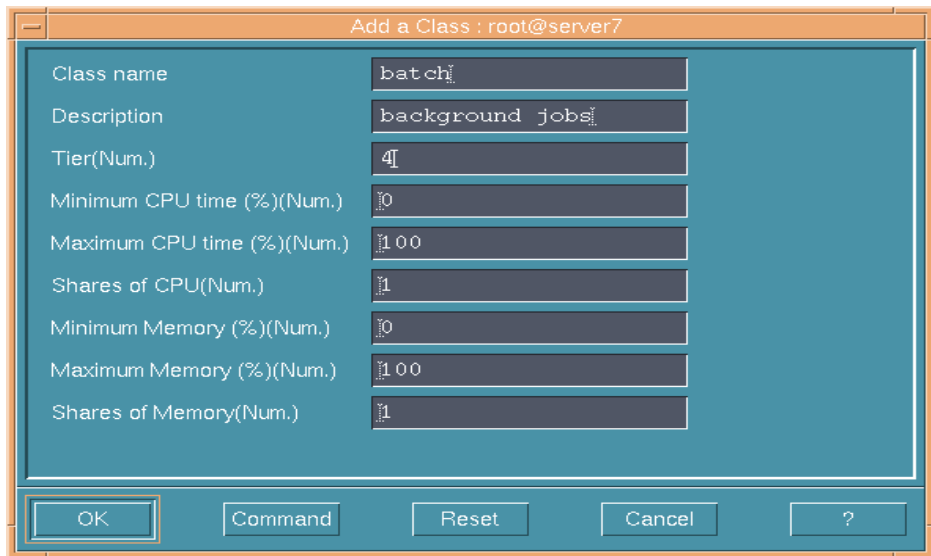 Add a Class : root@server7
Class name batch
Description background jobs
Tier(Num.) 4
Minimum CPU time (%)(Num.) 0
Maximum CPU time (%)(Num.) 100
Shares of CPU(Num.) 1
Minimum Memory (%)(Num.) 0
Maximum Memory (%)(Num.) 100
Shares of Memory(Num.) 1
OK Command Reset Cancel ?